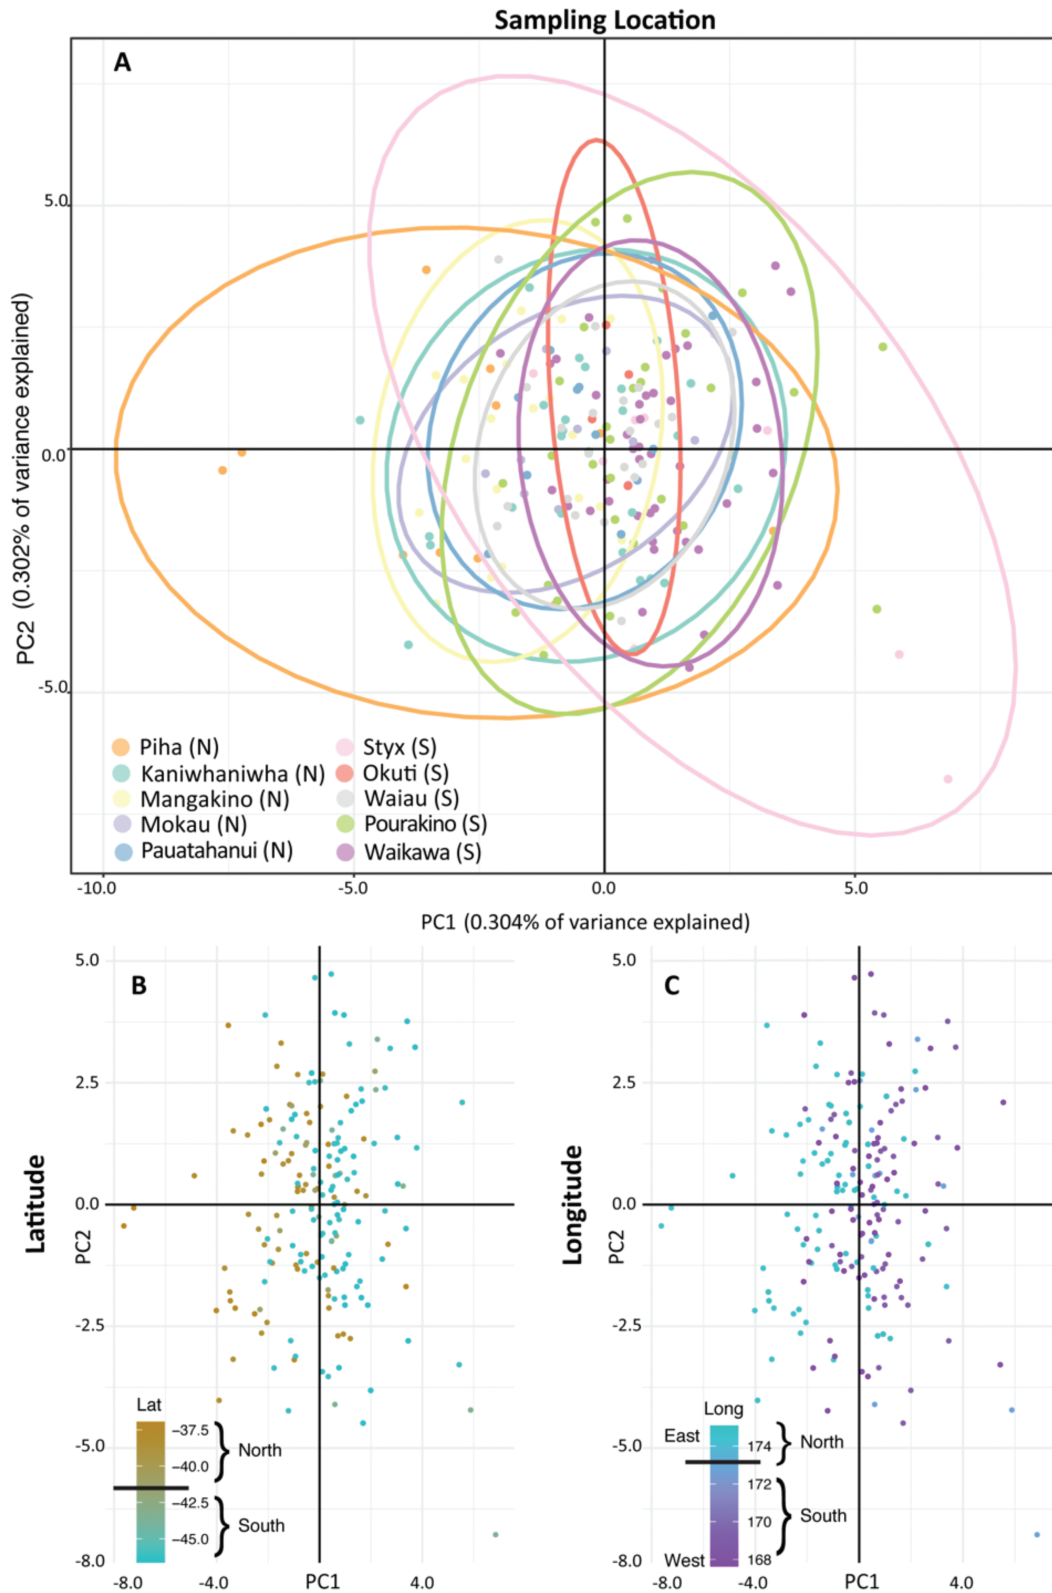 Sampling Location
A
5.0
0.0
-5.0
PC2 (0.302% of variance explained)
Piha (N)
Kaniwhaniwha (N)
Mangakino (N)
Mokau (N)
Pauatahanui (N)
Styx (S)
Okuti (S)
Waiau (S)
Pourakino (S)
Waikawa (S)
-10.0 -5.0 0.0 5.0
PC1 (0.304% of variance explained)
B
Latitude
PC2
5.0
2.5
0.0
-2.5
-5.0
-8.0
Lat
-37.5
-40.0
-42.5
-45.0
North
South
-8.0 -4.0 PC1 4.0
C
Longitude
PC2
5.0
2.5
0.0
-2.5
-5.0
-8.0
Long
East
West
174
172
170
168
North
South
-8.0 -4.0 PC1 4.0